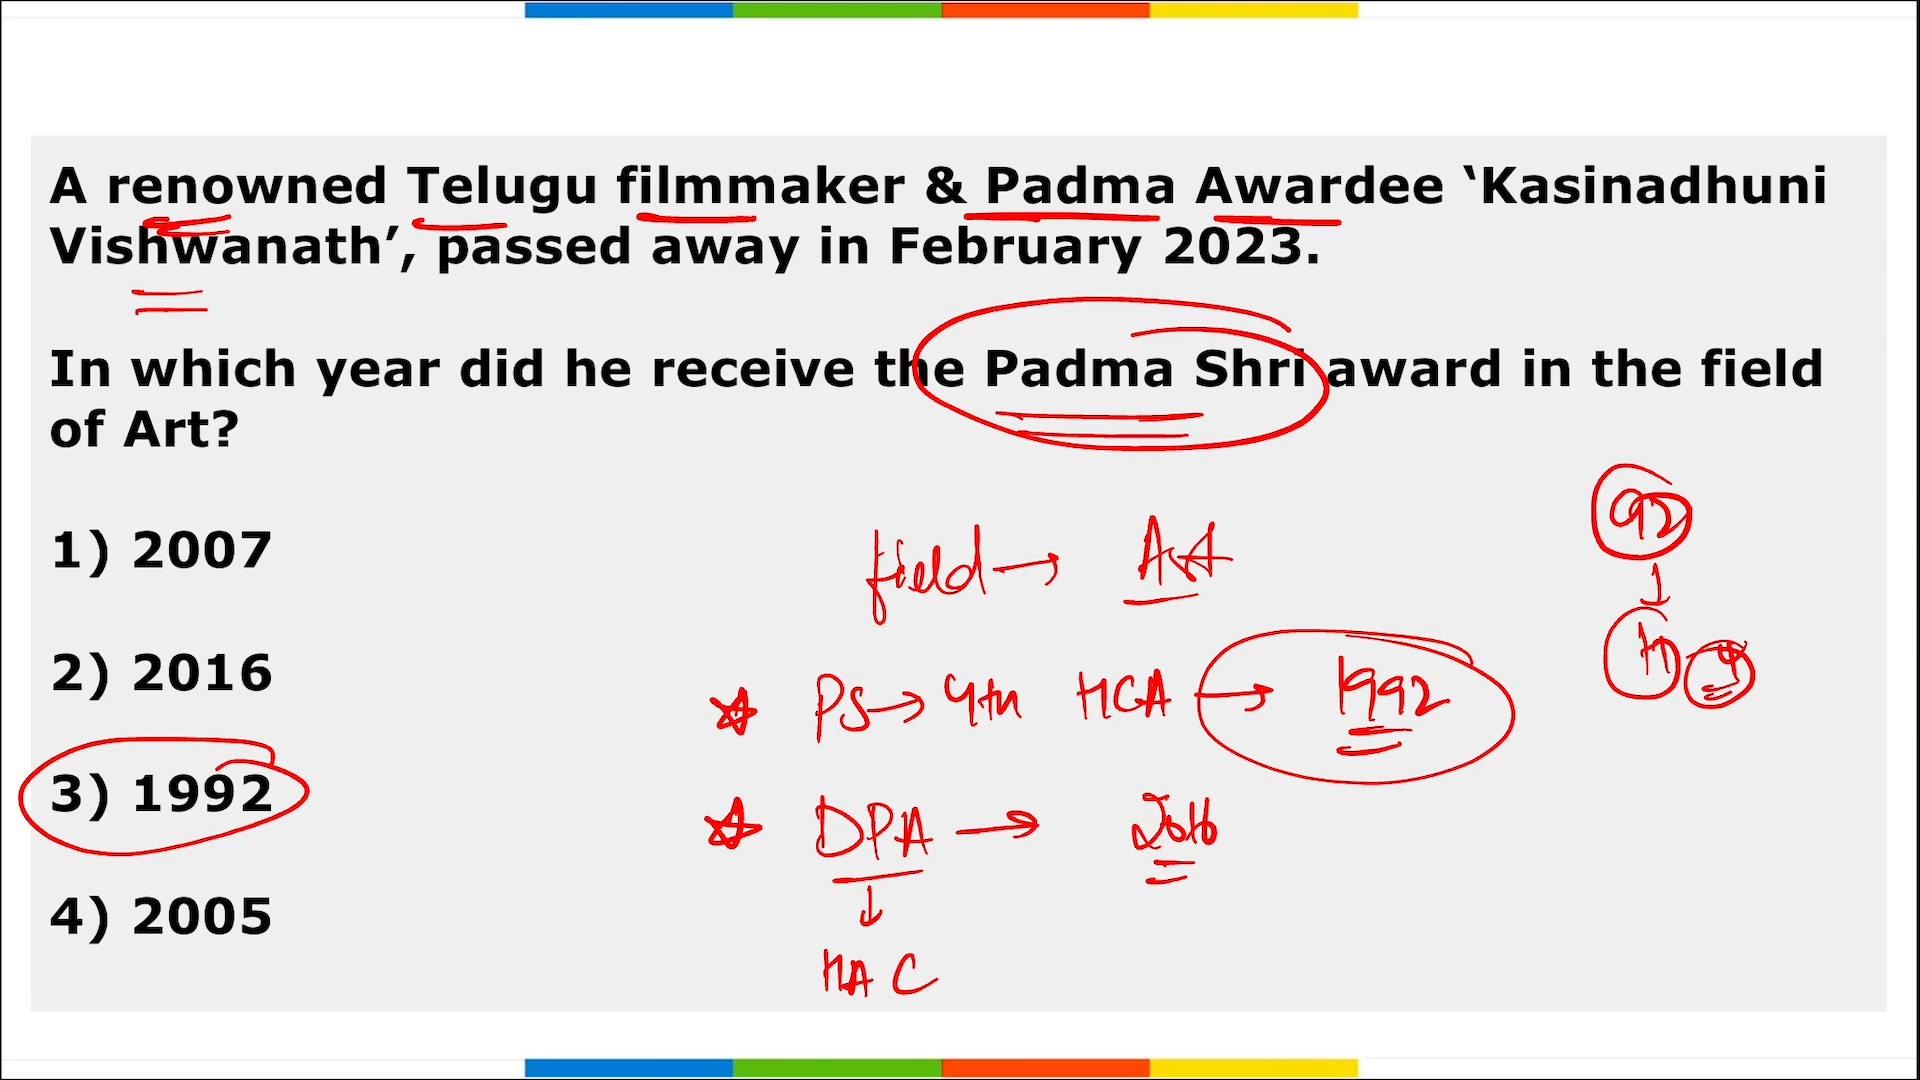 A renowned Telugu filmmaker & Padma Awardee ‘Kasinadhuni
Vishwanath’, passed away in February 2023.
In which year did he receive the Padma Shri award in the field
of Art?
1) 2007
field → Art
92
2) 2016
PS → 4th HCA → 1992
3) 1992
DPA → 2016
4) 2005
HAC